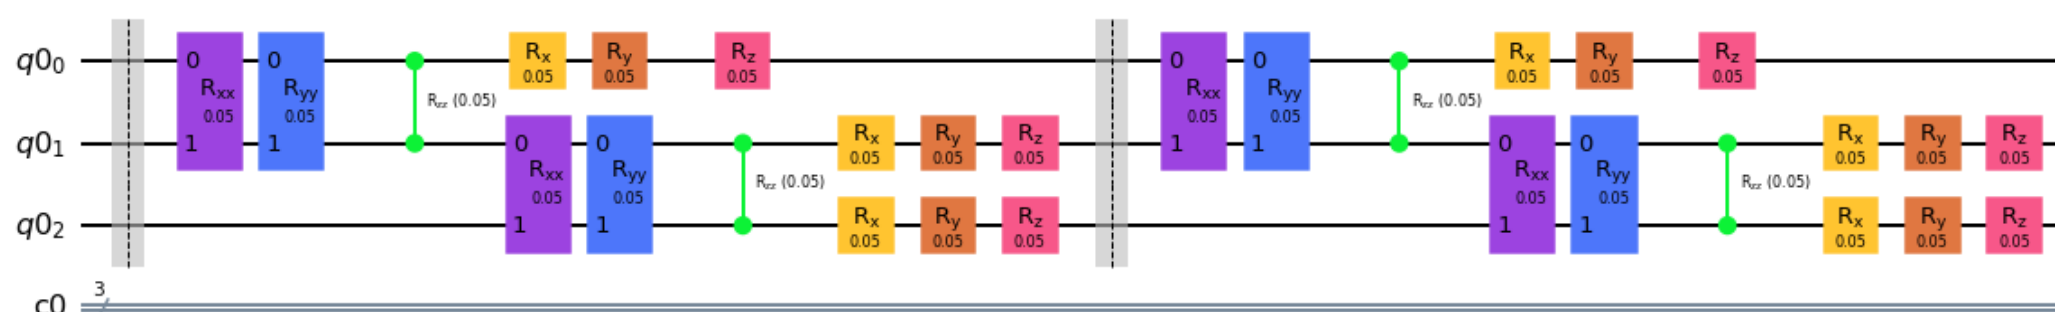 q0₀ 0 Rxx 0.05 1 0 Ryy 0.05 1 Rzz (0.05) Rx 0.05 Ry 0.05 Rz 0.05 0 Rxx 0.05 1 0 Ryy 0.05 1 Rzz (0.05) Rx 0.05 Ry 0.05 Rz 0.05
q0₁ 0 Rxx 0.05 1 0 Ryy 0.05 1 Rzz (0.05) Rx 0.05 Ry 0.05 Rz 0.05 0 Rxx 0.05 1 0 Ryy 0.05 1 Rzz (0.05) Rx 0.05 Ry 0.05 Rz 0.05
q0₂ Rx 0.05 Ry 0.05 Rz 0.05 Rx 0.05 Ry 0.05 Rz 0.05
3
c0